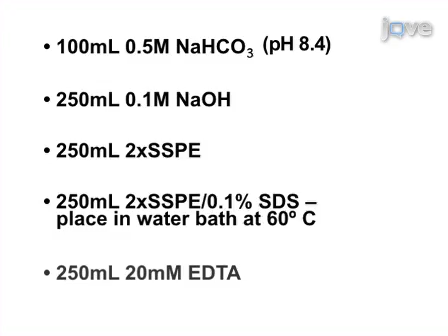 jove
• 100mL 0.5M NaHCO₃ (pH 8.4)
• 250mL 0.1M NaOH
• 250mL 2xSSPE
• 250mL 2xSSPE/0.1% SDS –
place in water bath at 60º C
• 250mL 20mM EDTA